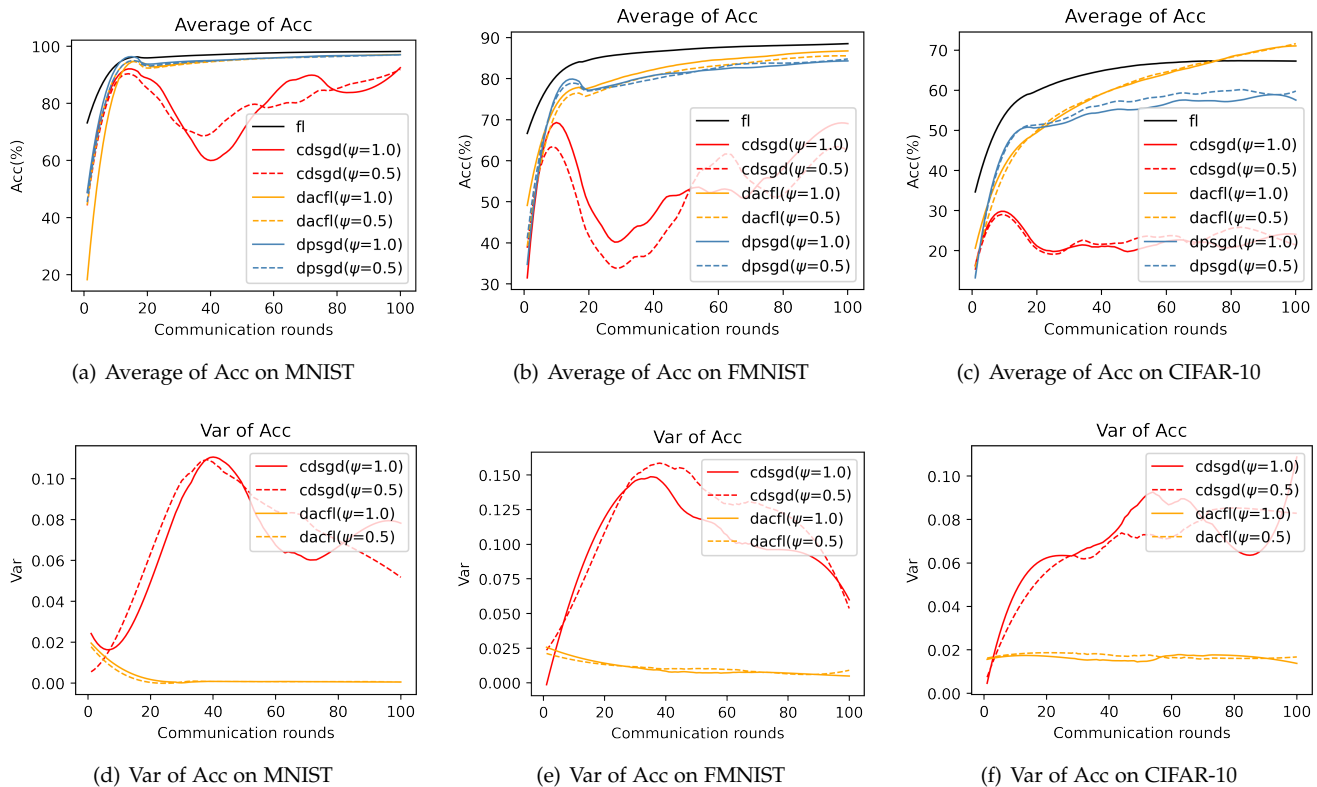 Average of Acc
Acc(%)
100
80
60
40
20
0
20
40
60
80
100
Communication rounds
fl
cdsgd(ψ=1.0)
cdsgd(ψ=0.5)
dacfl(ψ=1.0)
dacfl(ψ=0.5)
dpsgd(ψ=1.0)
dpsgd(ψ=0.5)
(a) Average of Acc on MNIST
Average of Acc
Acc(%)
90
80
70
60
50
40
30
0
20
40
60
80
100
Communication rounds
fl
cdsgd(ψ=1.0)
cdsgd(ψ=0.5)
dacfl(ψ=1.0)
dacfl(ψ=0.5)
dpsgd(ψ=1.0)
dpsgd(ψ=0.5)
(b) Average of Acc on FMNIST
Average of Acc
Acc(%)
70
60
50
40
30
20
0
20
40
60
80
100
Communication rounds
fl
cdsgd(ψ=1.0)
cdsgd(ψ=0.5)
dacfl(ψ=1.0)
dacfl(ψ=0.5)
dpsgd(ψ=1.0)
dpsgd(ψ=0.5)
(c) Average of Acc on CIFAR-10
Var of Acc
Var
0.10
0.08
0.06
0.04
0.02
0.00
0
20
40
60
80
100
Communication rounds
cdsgd(ψ=1.0)
cdsgd(ψ=0.5)
dacfl(ψ=1.0)
dacfl(ψ=0.5)
(d) Var of Acc on MNIST
Var of Acc
Var
0.150
0.125
0.100
0.075
0.050
0.025
0.000
0
20
40
60
80
100
Communication rounds
cdsgd(ψ=1.0)
cdsgd(ψ=0.5)
dacfl(ψ=1.0)
dacfl(ψ=0.5)
(e) Var of Acc on FMNIST
Var of Acc
Var
0.10
0.08
0.06
0.04
0.02
0.00
0
20
40
60
80
100
Communication rounds
cdsgd(ψ=1.0)
cdsgd(ψ=0.5)
dacfl(ψ=1.0)
dacfl(ψ=0.5)
(f) Var of Acc on CIFAR-10